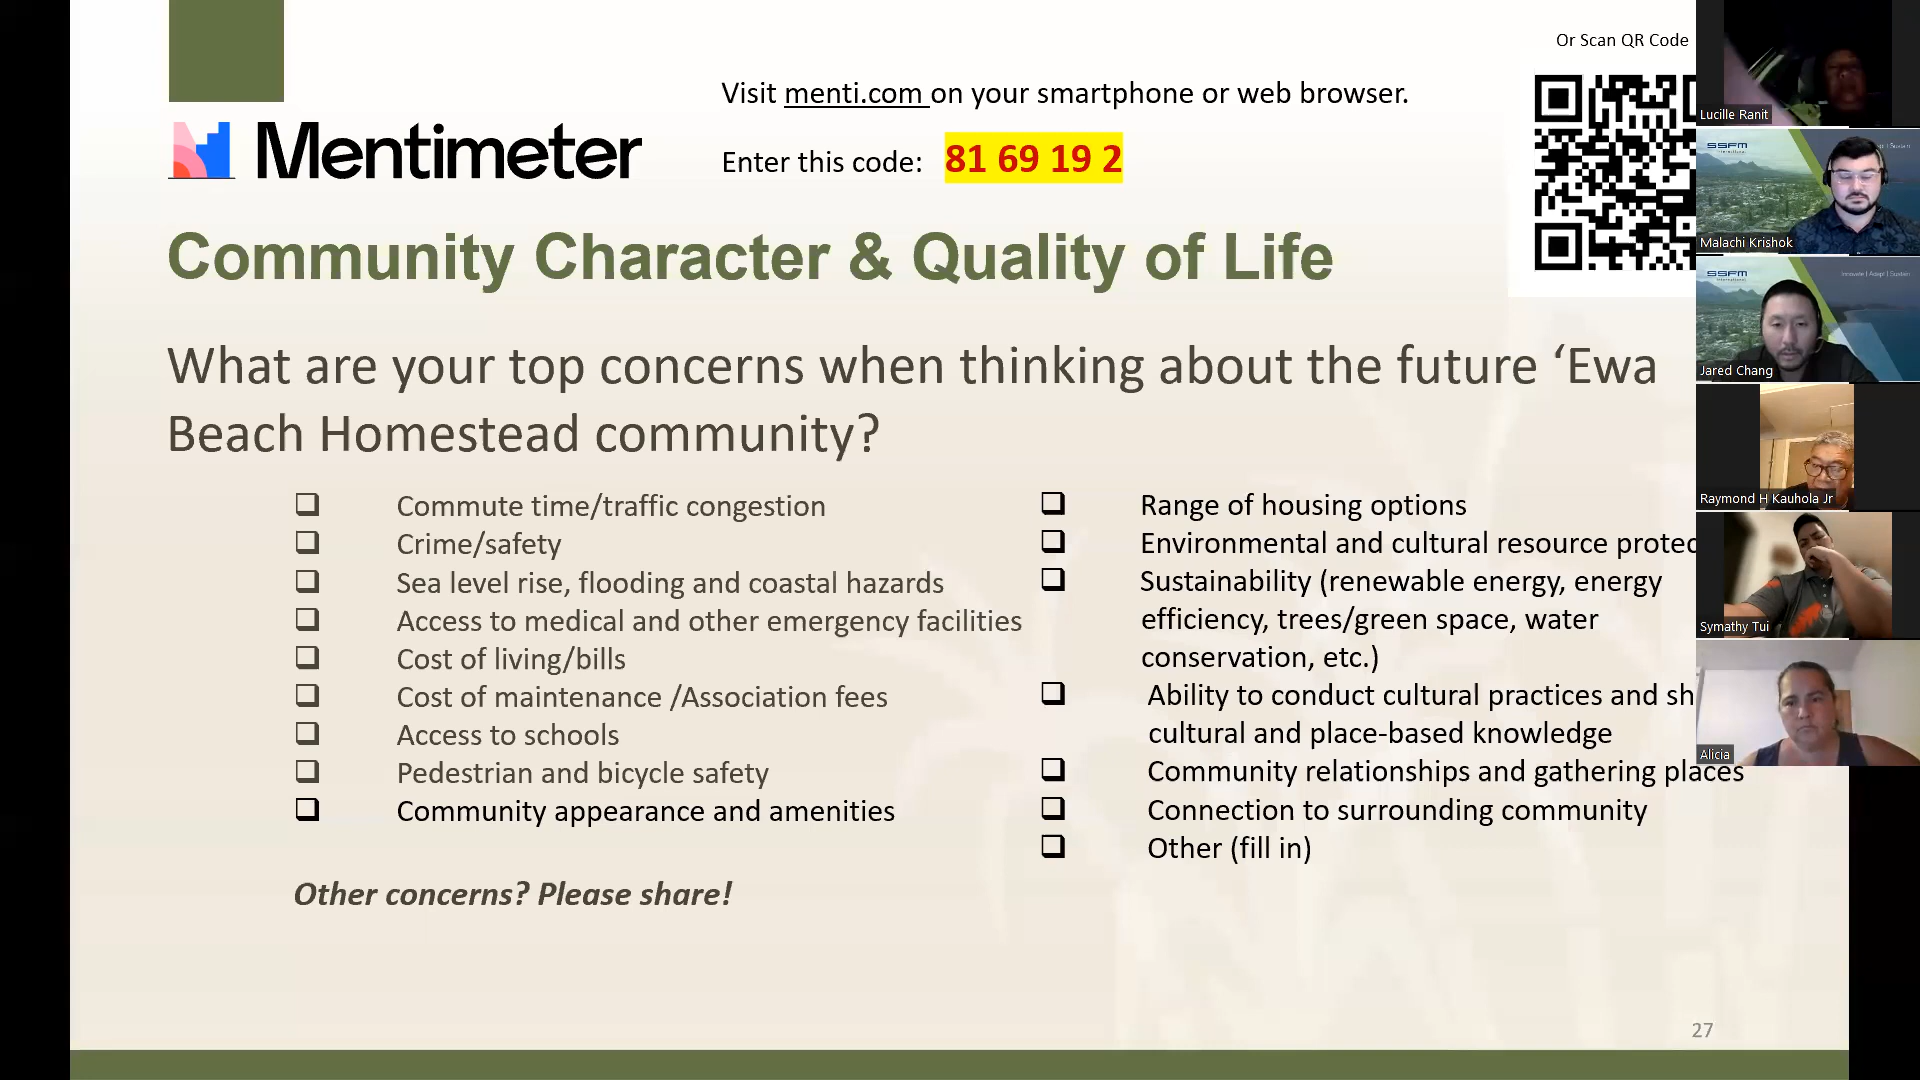 Or Scan QR Code
Visit menti.com on your smartphone or web browser.
Mentimeter
Enter this code: 81 69 19 2
Community Character & Quality of Life
What are your top concerns when thinking about the future ‘Ewa
Beach Homestead community?
❑ Commute time/traffic congestion
❑ Crime/safety
❑ Sea level rise, flooding and coastal hazards
❑ Access to medical and other emergency facilities
❑ Cost of living/bills
❑ Cost of maintenance /Association fees
❑ Access to schools
❑ Pedestrian and bicycle safety
❑ Community appearance and amenities
Other concerns? Please share!
❑ Range of housing options
❑ Environmental and cultural resource protec
❑ Sustainability (renewable energy, energy
efficiency, trees/green space, water
conservation, etc.)
❑ Ability to conduct cultural practices and sh
cultural and place-based knowledge
❑ Community relationships and gathering places
❑ Connection to surrounding community
❑ Other (fill in)
27
Lucille Ranit
SSFM
Malachi Krishok
SSFM
Innovate | Adapt | Sustain
Jared Chang
Raymond H Kauhola Jr
Symathy Tui
Alicia